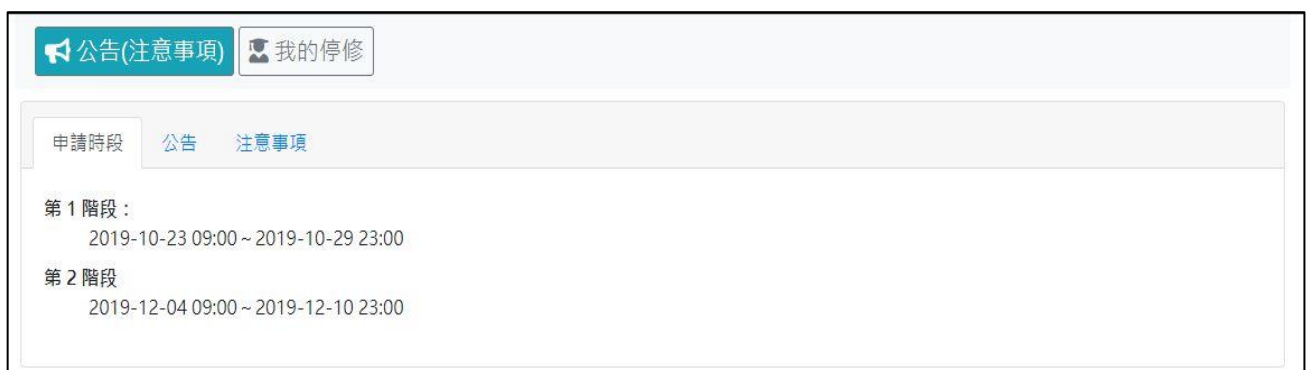 公告(注意事項) 我的停修
申請時段 公告 注意事項
第 1 階段：
2019-10-23 09:00 ~ 2019-10-29 23:00
第 2 階段
2019-12-04 09:00 ~ 2019-12-10 23:00